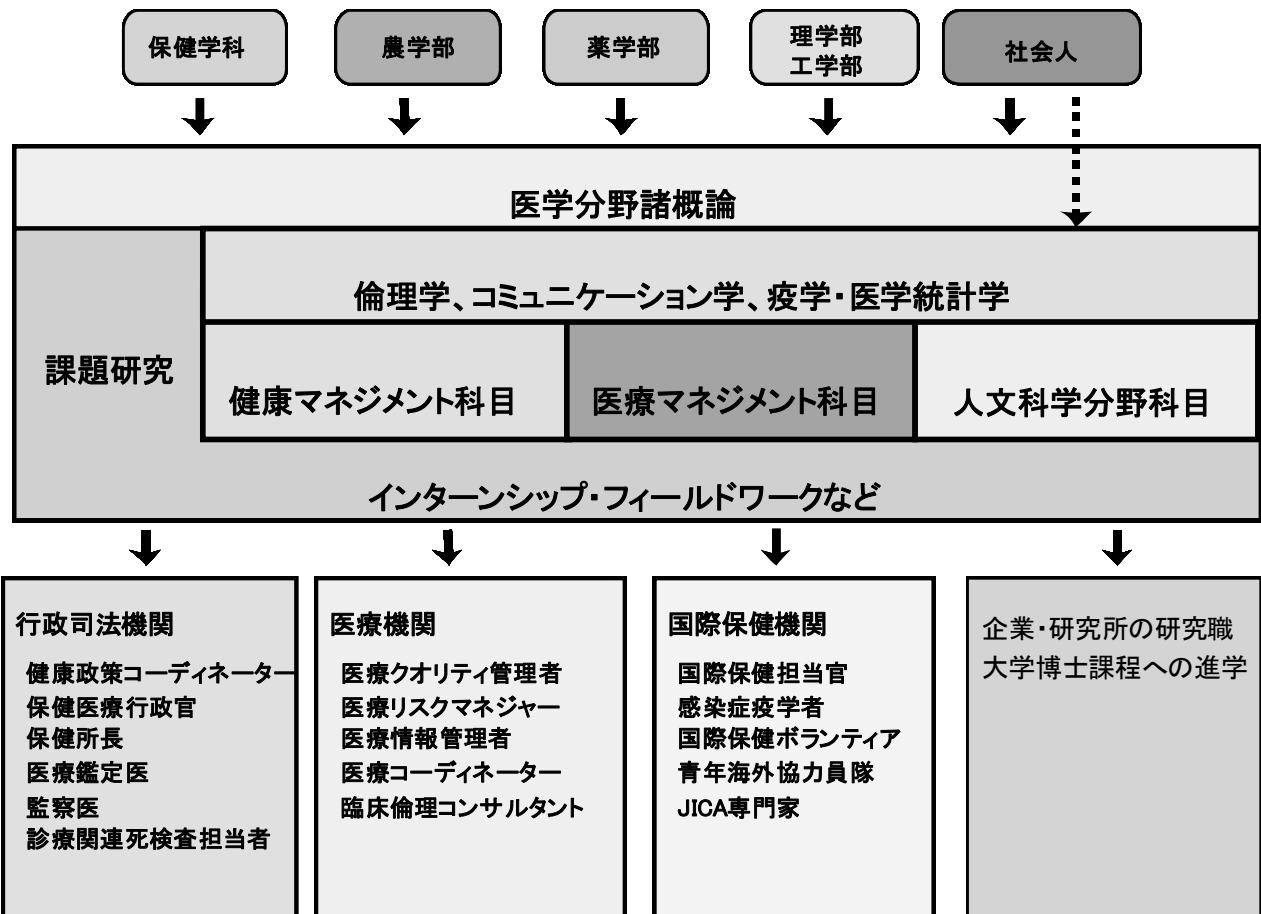 保健学科
農学部
薬学部
理学部
工学部
社会人
医学分野諸概論
倫理学、コミュニケーション学、疫学・医学統計学
課題研究
健康マネジメント科目
医療マネジメント科目
人文科学分野科目
インターンシップ・フィールドワークなど
行政司法機関
健康政策コーディネーター
保健医療行政官
保健所長
医療鑑定医
監察医
診療関連死検査担当者
医療機関
医療クオリティ管理者
医療リスクマネジャー
医療情報管理者
医療コーディネーター
臨床倫理コンサルタント
国際保健機関
国際保健担当官
感染症疫学者
国際保健ボランティア
青年海外協力員隊
JICA専門家
企業・研究所の研究職
大学博士課程への進学